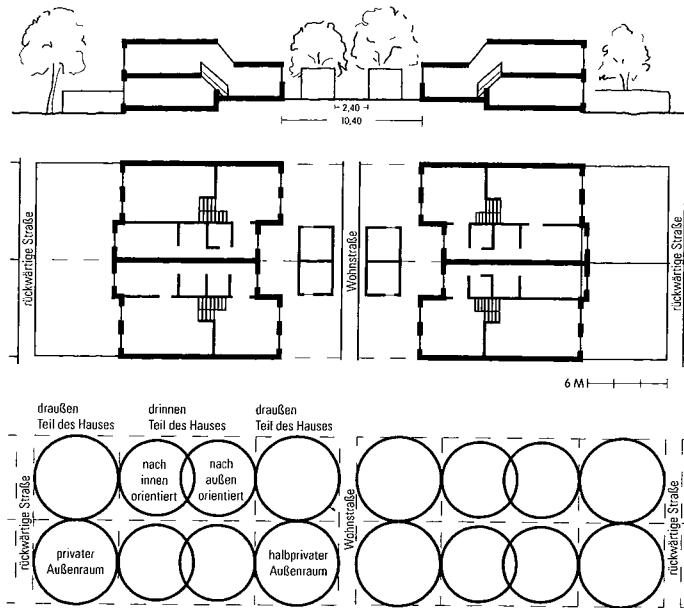 2,40
10,40
rückwärtige Straße
Wohnstraße
rückwärtige Straße
6 M
draußen
Teil des Hauses
drinnen
Teil des Hauses
draußen
Teil des Hauses
nach
innen
orientiert
nach
außen
orientiert
rückwärtige Straße
Wohnstraße
rückwärtige Straße
privater
Außenraum
halbprivater
Außenraum